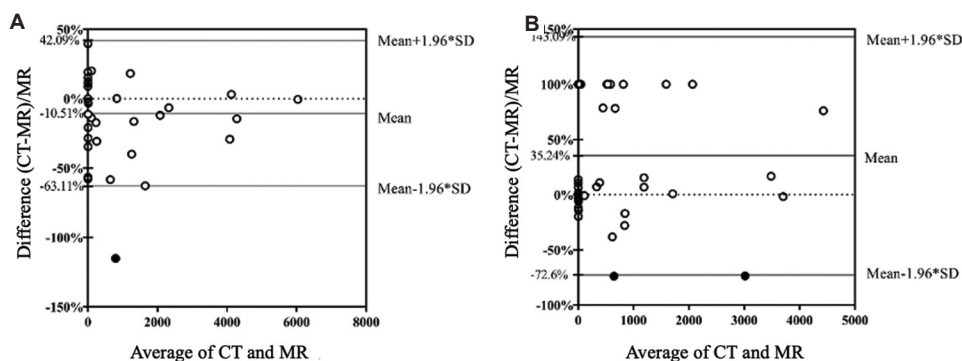 A
50%
42.09%
Mean+1.96*SD
0%
-10.51%
Mean
-50%
-63.11%
Mean-1.96*SD
-100%
-150%
0 2000 4000 6000 8000
Difference (CT-MR)/MR
Average of CT and MR
B
150%
143.09%
Mean+1.96*SD
100%
50%
35.24%
Mean
0%
-50%
-72.6%
Mean-1.96*SD
-100%
0 1000 2000 3000 4000 5000
Difference (CT-MR)/MR
Average of CT and MR